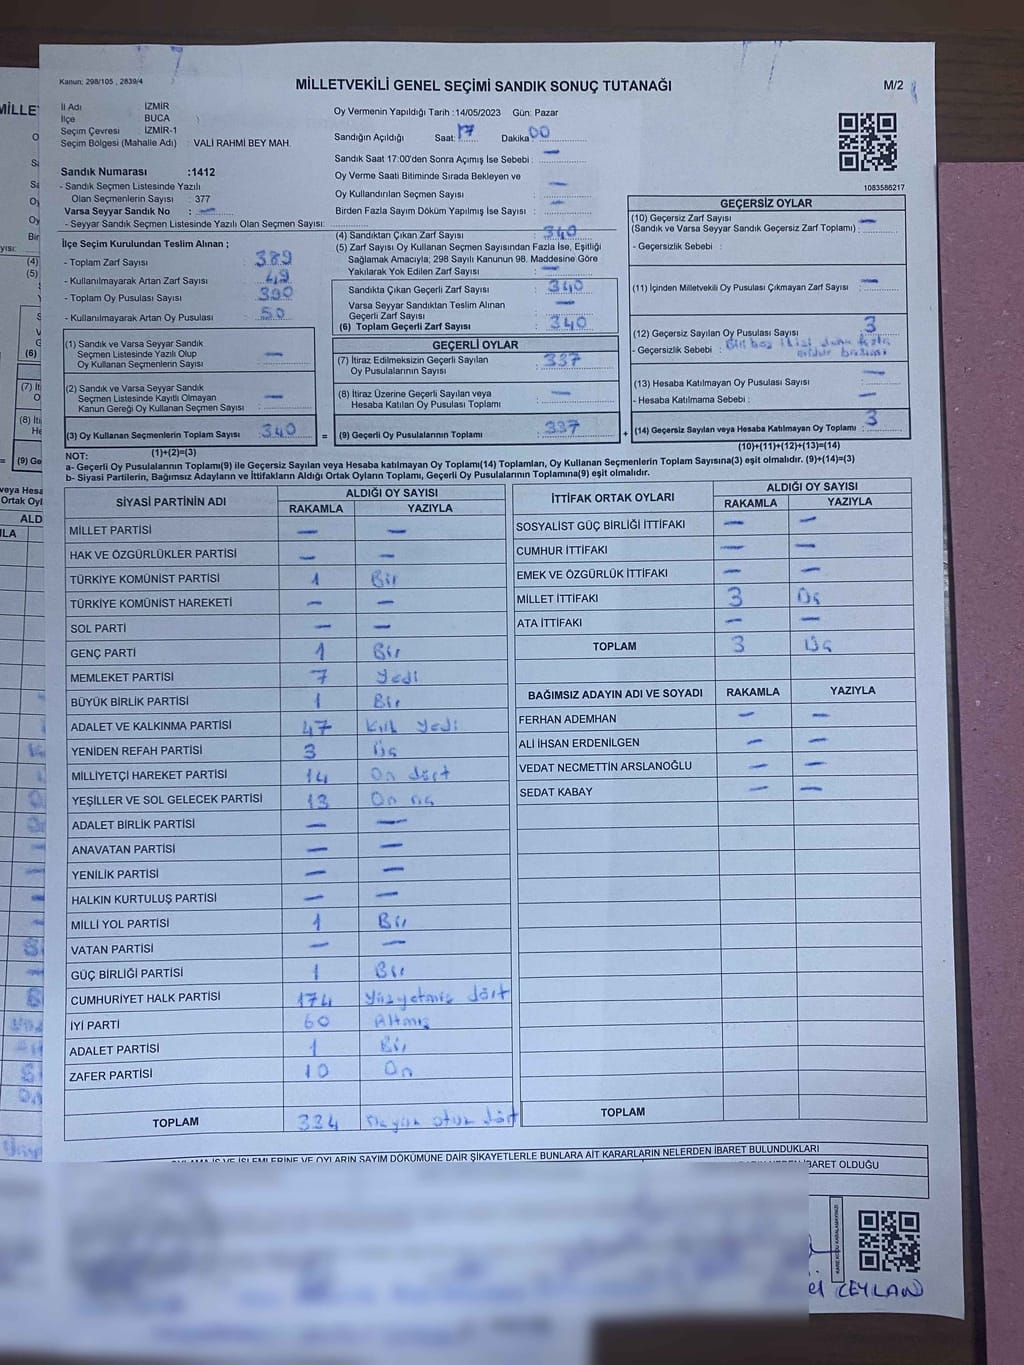 Kanun: 298/105 , 2839/4
MİLLETVEKİLİ GENEL SEÇİMİ SANDIK SONUÇ TUTANAĞI
M/2
İl Adı İZMİR
İlçe BUCA
Seçim Çevresi İZMİR-1
Seçim Bölgesi (Mahalle Adı) : VALİ RAHMİ BEY MAH.
Sandık Numarası :1412
- Sandık Seçmen Listesinde Yazılı
Olan Seçmenlerin Sayısı : 377
Varsa Seyyar Sandık No : —
- Seyyar Sandık Seçmen Listesinde Yazılı Olan Seçmen Sayısı:
İlçe Seçim Kurulundan Teslim Alınan ;
- Toplam Zarf Sayısı : 389
- Kullanılmayarak Artan Zarf Sayısı : 49
- Toplam Oy Pusulası Sayısı : 390
- Kullanılmayarak Artan Oy Pusulası : 50
(1) Sandık ve Varsa Seyyar Sandık
Seçmen Listesinde Yazılı Olup
Oy Kullanan Seçmenlerin Sayısı : —
(2) Sandık ve Varsa Seyyar Sandık
Seçmen Listesinde Kayıtlı Olmayan
Kanun Gereği Oy Kullanan Seçmen Sayısı : —
(3) Oy Kullanan Seçmenlerin Toplam Sayısı : 340
(1)+(2)=(3)
Oy Vermenin Yapıldığı Tarih :14/05/2023 Gün: Pazar
Sandığın Açıldığı Saat: 17 Dakika: 00
Sandık Saat 17:00'den Sonra Açımış İse Sebebi : —
Oy Verme Saati Bitiminde Sırada Bekleyen ve
Oy Kullandırılan Seçmen Sayısı : —
Birden Fazla Sayım Döküm Yapılmış İse Sayısı : —
(4) Sandıktan Çıkan Zarf Sayısı : 340
(5) Zarf Sayısı Oy Kullanan Seçmen Sayısından Fazla İse, Eşitliği
Sağlamak Amacıyla; 298 Sayılı Kanunun 98. Maddesine Göre
Yakılarak Yok Edilen Zarf Sayısı : —
Sandıkta Çıkan Geçerli Zarf Sayısı : 340
Varsa Seyyar Sandıktan Teslim Alınan
Geçerli Zarf Sayısı : —
(6) Toplam Geçerli Zarf Sayısı : 340
GEÇERLİ OYLAR
(7) İtiraz Edilmeksizin Geçerli Sayılan
Oy Pusulalarının Sayısı : 337
(8) İtiraz Üzerine Geçerli Sayılan veya
Hesaba Katılan Oy Pusulası Toplamı : —
= (9) Geçerli Oy Pusulalarının Toplamı : 337 +
1083586217
GEÇERSİZ OYLAR
(10) Geçersiz Zarf Sayısı : —
(Sandık ve Varsa Seyyar Sandık Geçersiz Zarf Toplamı) :
- Geçersizlik Sebebi :
(11) İçinden Milletvekili Oy Pusulası Çıkmayan Zarf Sayısı : —
(12) Geçersiz Sayılan Oy Pusulası Sayısı : 3
- Geçersizlik Sebebi : Biri boş
(13) Hesaba Katılmayan Oy Pusulası Sayısı : —
- Hesaba Katılmama Sebebi : —
(14) Geçersiz Sayılan veya Hesaba Katılmayan Oy Toplamı : 3
(10)+(11)+(12)+(13)=(14)
NOT:
a- Geçerli Oy Pusulalarının Toplamı(9) ile Geçersiz Sayılan veya Hesaba katılmayan Oy Toplamı(14) Toplamları, Oy Kullanan Seçmenlerin Toplam Sayısına(3) eşit olmalıdır. (9)+(14)=(3)
b- Siyasi Partilerin, Bağımsız Adayların ve İttifakların Aldığı Ortak Oyların Toplamı, Geçerli Oy Pusulalarının Toplamına(9) eşit olmalıdır.
SİYASİ PARTİNİN ADI ALDIĞI OY SAYISI
RAKAMLA YAZIYLA
MİLLET PARTİSİ — —
HAK VE ÖZGÜRLÜKLER PARTİSİ — —
TÜRKİYE KOMÜNİST PARTİSİ 1 Bir
TÜRKİYE KOMÜNİST HAREKETİ — —
SOL PARTİ — —
GENÇ PARTİ 1 Bir
MEMLEKET PARTİSİ 7 Yedi
BÜYÜK BİRLİK PARTİSİ 1 Bir
ADALET VE KALKINMA PARTİSİ 47 Kırk yedi
YENİDEN REFAH PARTİSİ 3 Üç
MİLLİYETÇİ HAREKET PARTİSİ 14 On dört
YEŞİLLER VE SOL GELECEK PARTİSİ 13 On üç
ADALET BİRLİK PARTİSİ — —
ANAVATAN PARTİSİ — —
YENİLİK PARTİSİ — —
HALKIN KURTULUŞ PARTİSİ — —
MİLLİ YOL PARTİSİ 1 Bir
VATAN PARTİSİ — —
GÜÇ BİRLİĞİ PARTİSİ 1 Bir
CUMHURİYET HALK PARTİSİ 174 Yüzyetmiş dört
İYİ PARTİ 60 Altmış
ADALET PARTİSİ 1 Bir
ZAFER PARTİSİ 10 On
TOPLAM 334 otuz dört
İTTİFAK ORTAK OYLARI ALDIĞI OY SAYISI
RAKAMLA YAZIYLA
SOSYALİST GÜÇ BİRLİĞİ İTTİFAKI — —
CUMHUR İTTİFAKI — —
EMEK VE ÖZGÜRLÜK İTTİFAKI — —
MİLLET İTTİFAKI 3 Üç
ATA İTTİFAKI — —
TOPLAM 3 Üç
BAĞIMSIZ ADAYIN ADI VE SOYADI RAKAMLA YAZIYLA
FERHAN ADEMHAN — —
ALİ İHSAN ERDENİLGEN — —
VEDAT NECMETTİN ARSLANOĞLU — —
SEDAT KABAY — —
TOPLAM
İŞLEMLERİNE VE OYLARIN SAYIM DÖKÜMÜNE DAİR ŞİKAYETLERLE BUNLARA AİT KARARLARIN NELERDEN İBARET BULUNDUKLARI
İBARET OLDUĞU
CEYLAN